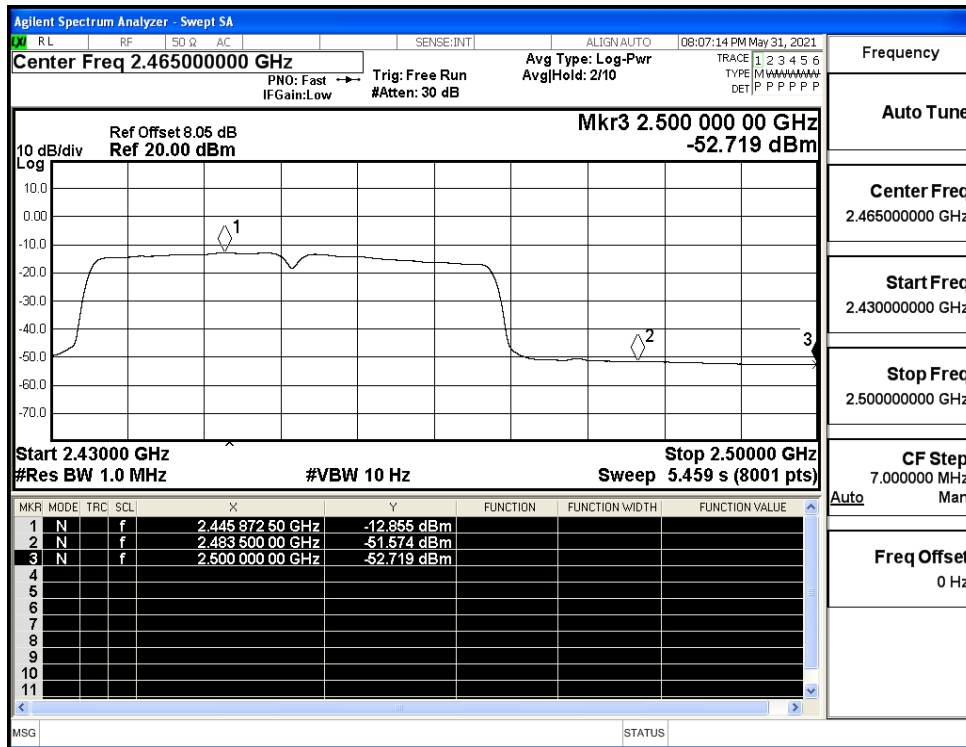 Agilent Spectrum Analyzer - Swept SA
LXI RL RF 50 Ω AC SENSE:INT ALIGN AUTO 08:07:14 PM May 31, 2021
Center Freq 2.465000000 GHz
PNO: Fast
IFGain:Low
Trig: Free Run
#Atten: 30 dB
Avg Type: Log-Pwr
Avg|Hold: 2/10
TRACE 1 2 3 4 5 6
TYPE M W W W W W
DET P P P P P P
Ref Offset 8.05 dB
Ref 20.00 dBm
10 dB/div
Log
Mkr3 2.500 000 00 GHz
-52.719 dBm
10.0
0.00
-10.0
-20.0
-30.0
-40.0
-50.0
-60.0
-70.0
1
2
3
Start 2.43000 GHz
Stop 2.50000 GHz
#Res BW 1.0 MHz
#VBW 10 Hz
Sweep 5.459 s (8001 pts)
MKR MODE TRC SCL X Y FUNCTION FUNCTION WIDTH FUNCTION VALUE
1 N f 2.445 872 50 GHz -12.855 dBm
2 N f 2.483 500 00 GHz -51.574 dBm
3 N f 2.500 000 00 GHz -52.719 dBm
4
5
6
7
8
9
10
11
MSG
STATUS
Frequency
Auto Tune
Center Freq
2.465000000 GHz
Start Freq
2.430000000 GHz
Stop Freq
2.500000000 GHz
CF Step
7.000000 MHz
Auto Man
Freq Offset
0 Hz